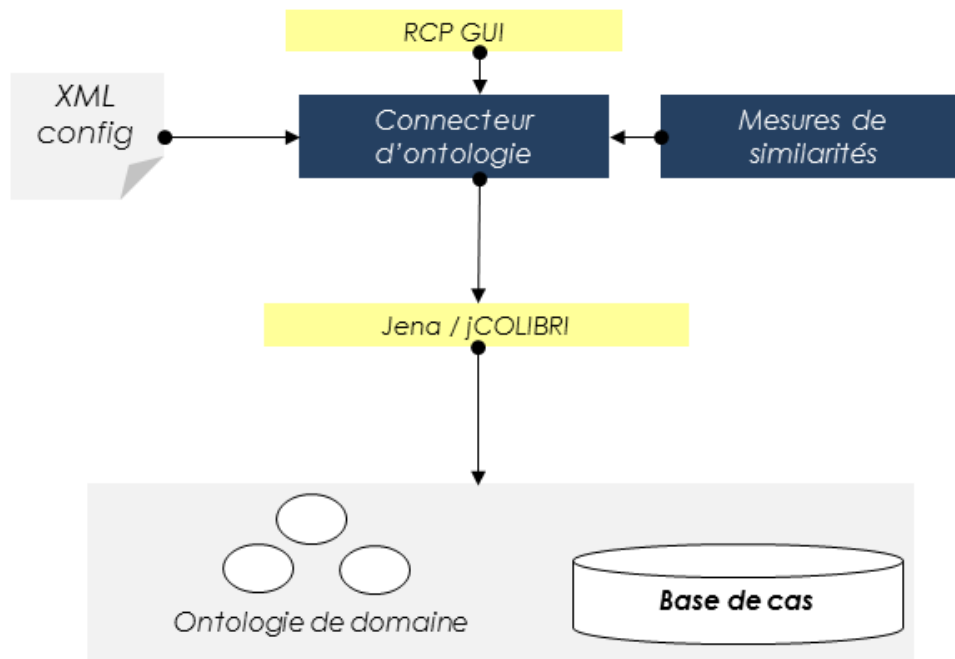 RCP GUI
XML
config
Connecteur
d'ontologie
Mesures de
similarités
Jena / jCOLIBRI
Ontologie de domaine
Base de cas